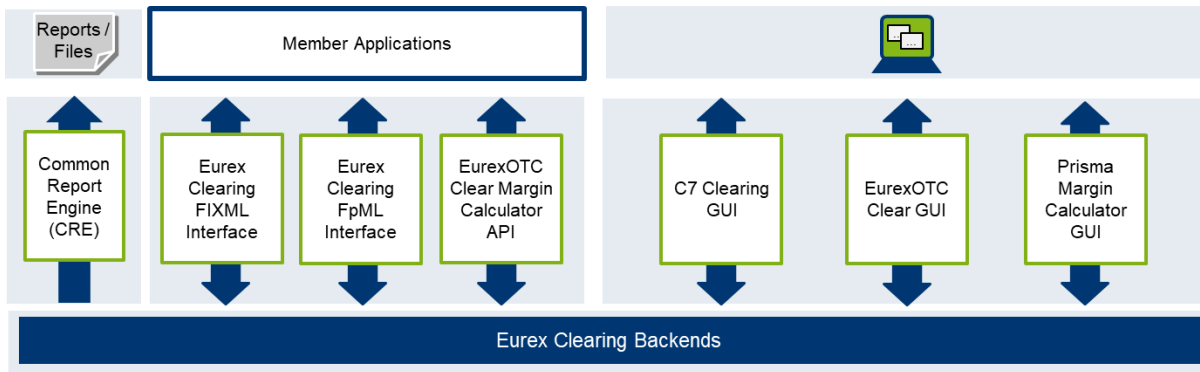 Reports /
Files
Member Applications
...
...
Common
Report
Engine
(CRE)
Eurex
Clearing
FIXML
Interface
Eurex
Clearing
FpML
Interface
EurexOTC
Clear Margin
Calculator
API
C7 Clearing
GUI
EurexOTC
Clear GUI
Prisma
Margin
Calculator
GUI
Eurex Clearing Backends